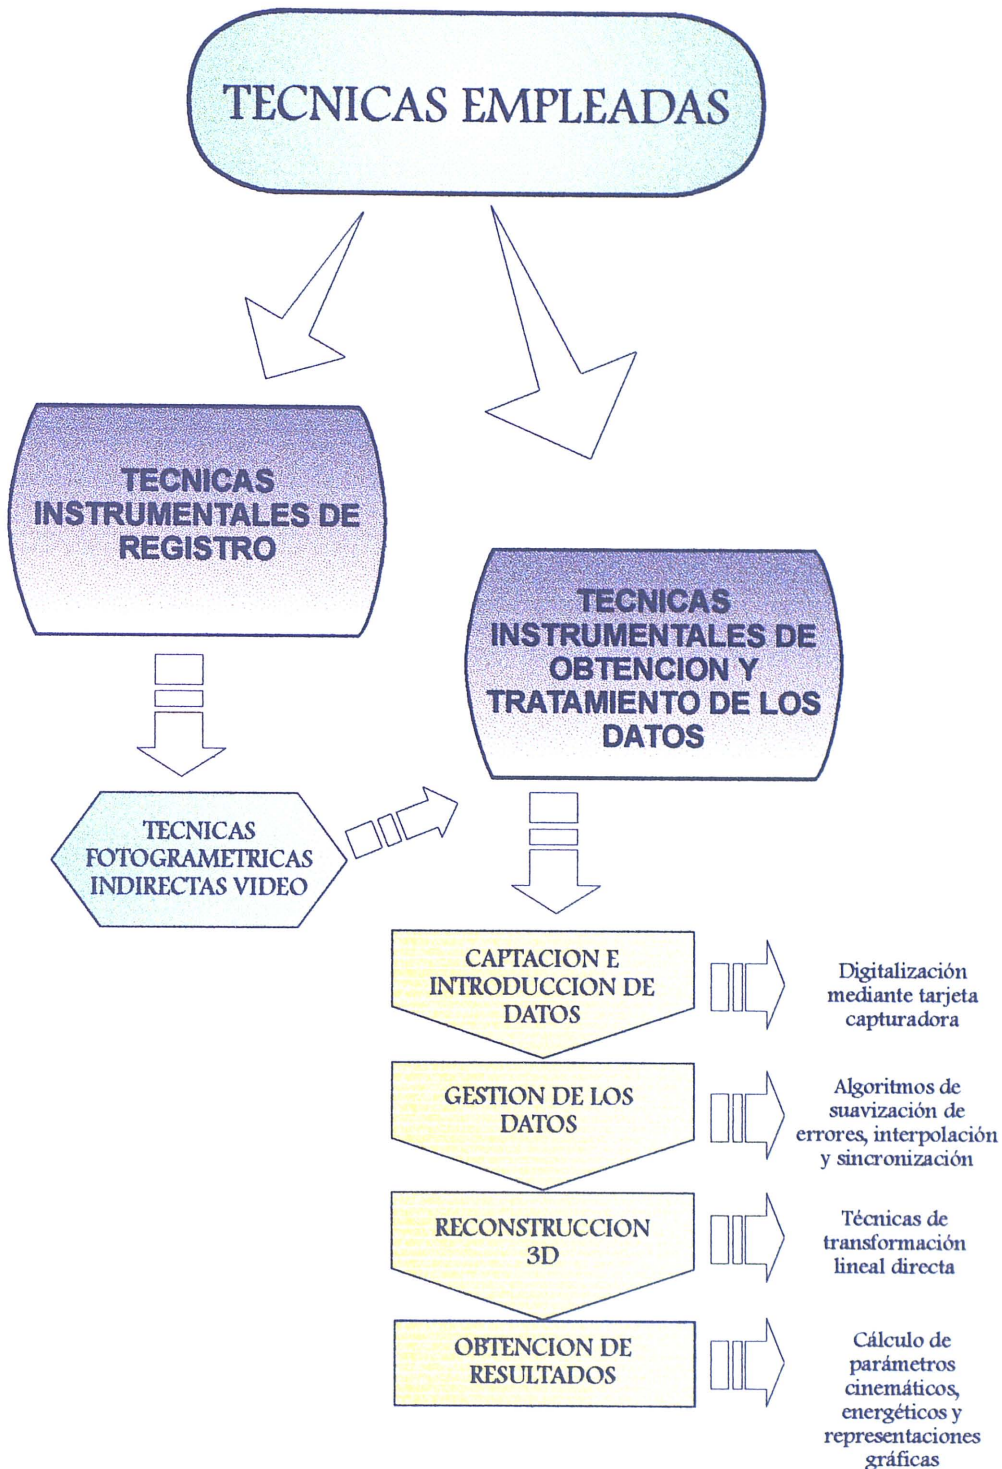 TECNICAS EMPLEADAS
TECNICAS
INSTRUMENTALES DE
REGISTRO
TECNICAS
INSTRUMENTALES DE
OBTENCION Y
TRATAMIENTO DE LOS
DATOS
TECNICAS
FOTOGRAMETRICAS
INDIRECTAS VIDEO
CAPTACION E
INTRODUCCION DE
DATOS
Digitalización
mediante tarjeta
capturadora
GESTION DE LOS
DATOS
Algoritmos de
suavización de
errores, interpolación
y sincronización
RECONSTRUCCION
3D
Técnicas de
transformación
lineal directa
OBTENCION DE
RESULTADOS
Cálculo de
parámetros
cinemáticos,
energéticos y
representaciones
gráficas